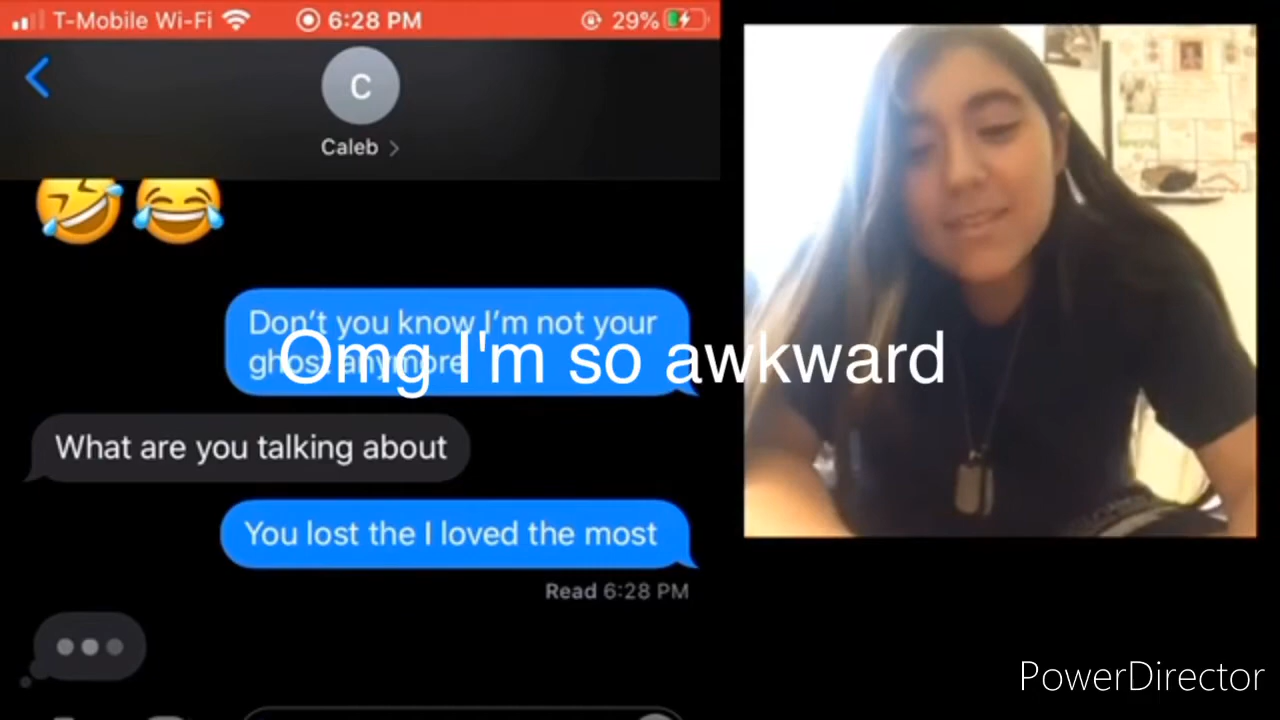 T-Mobile Wi-Fi 6:28 PM 29%
C
Caleb
Don't you know I'm not your
ghost anymore
Omg I'm so awkward
What are you talking about
You lost the I loved the most
Read 6:28 PM
PowerDirector